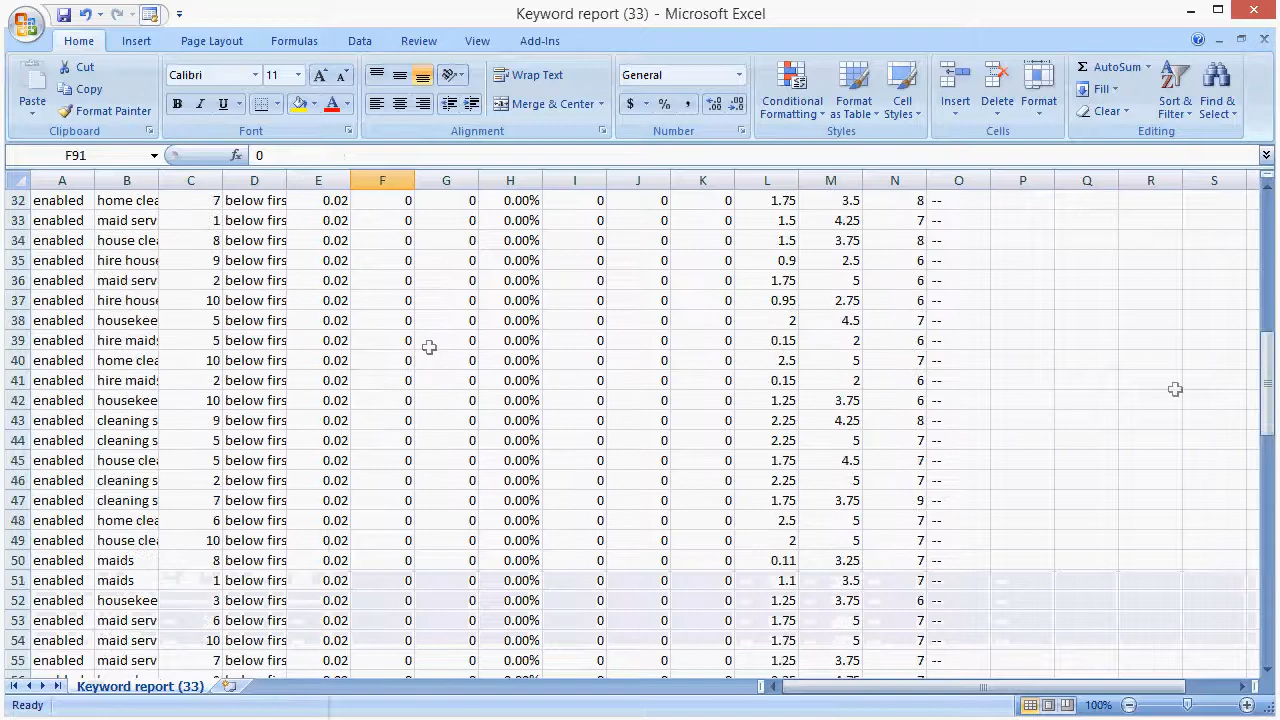 Keyword report (33) - Microsoft Excel
Home Insert Page Layout Formulas Data Review View Add-Ins
Paste Cut Copy Format Painter Clipboard
Calibri 11 B I U Font
Wrap Text Merge & Center Alignment
General $ % , Number
Conditional Formatting Format as Table Cell Styles Styles
Insert Delete Format Cells
Σ AutoSum Fill Clear Sort & Filter Find & Select Editing
F91 fx 0
A B C D E F G H I J K L M N O P Q R S
32 enabled home clea 7 below firs 0.02 0 0 0.00% 0 0 0 1.75 3.5 8 --
33 enabled maid serv 1 below firs 0.02 0 0 0.00% 0 0 0 1.5 4.25 7 --
34 enabled house clea 8 below firs 0.02 0 0 0.00% 0 0 0 1.5 3.75 8 --
35 enabled hire house 9 below firs 0.02 0 0 0.00% 0 0 0 0.9 2.5 6 --
36 enabled maid serv 2 below firs 0.02 0 0 0.00% 0 0 0 1.75 5 6 --
37 enabled hire house 10 below firs 0.02 0 0 0.00% 0 0 0 0.95 2.75 6 --
38 enabled housekee 5 below firs 0.02 0 0 0.00% 0 0 0 2 4.5 7 --
39 enabled hire maids 5 below firs 0.02 0 0 0.00% 0 0 0 0.15 2 6 --
40 enabled home clea 10 below firs 0.02 0 0 0.00% 0 0 0 2.5 5 7 --
41 enabled hire maids 2 below firs 0.02 0 0 0.00% 0 0 0 0.15 2 6 --
42 enabled housekee 10 below firs 0.02 0 0 0.00% 0 0 0 1.25 3.75 6 --
43 enabled cleaning s 9 below firs 0.02 0 0 0.00% 0 0 0 2.25 4.25 8 --
44 enabled cleaning s 5 below firs 0.02 0 0 0.00% 0 0 0 2.25 5 7 --
45 enabled house clea 5 below firs 0.02 0 0 0.00% 0 0 0 1.75 4.5 7 --
46 enabled cleaning s 2 below firs 0.02 0 0 0.00% 0 0 0 2.25 5 7 --
47 enabled cleaning s 7 below firs 0.02 0 0 0.00% 0 0 0 1.75 3.75 9 --
48 enabled home clea 6 below firs 0.02 0 0 0.00% 0 0 0 2.5 5 7 --
49 enabled house clea 10 below firs 0.02 0 0 0.00% 0 0 0 2 5 7 --
50 enabled maids 8 below firs 0.02 0 0 0.00% 0 0 0 0.11 3.25 7 --
51 enabled maids 1 below firs 0.02 0 0 0.00% 0 0 0 1.1 3.5 7 --
52 enabled housekee 3 below firs 0.02 0 0 0.00% 0 0 0 1.25 3.75 6 --
53 enabled maid serv 6 below firs 0.02 0 0 0.00% 0 0 0 1.75 5 7 --
54 enabled maid serv 10 below firs 0.02 0 0 0.00% 0 0 0 1.75 5 7 --
55 enabled maid serv 7 below firs 0.02 0 0 0.00% 0 0 0 1.25 3.75 7 --
Keyword report (33)
Ready 100%